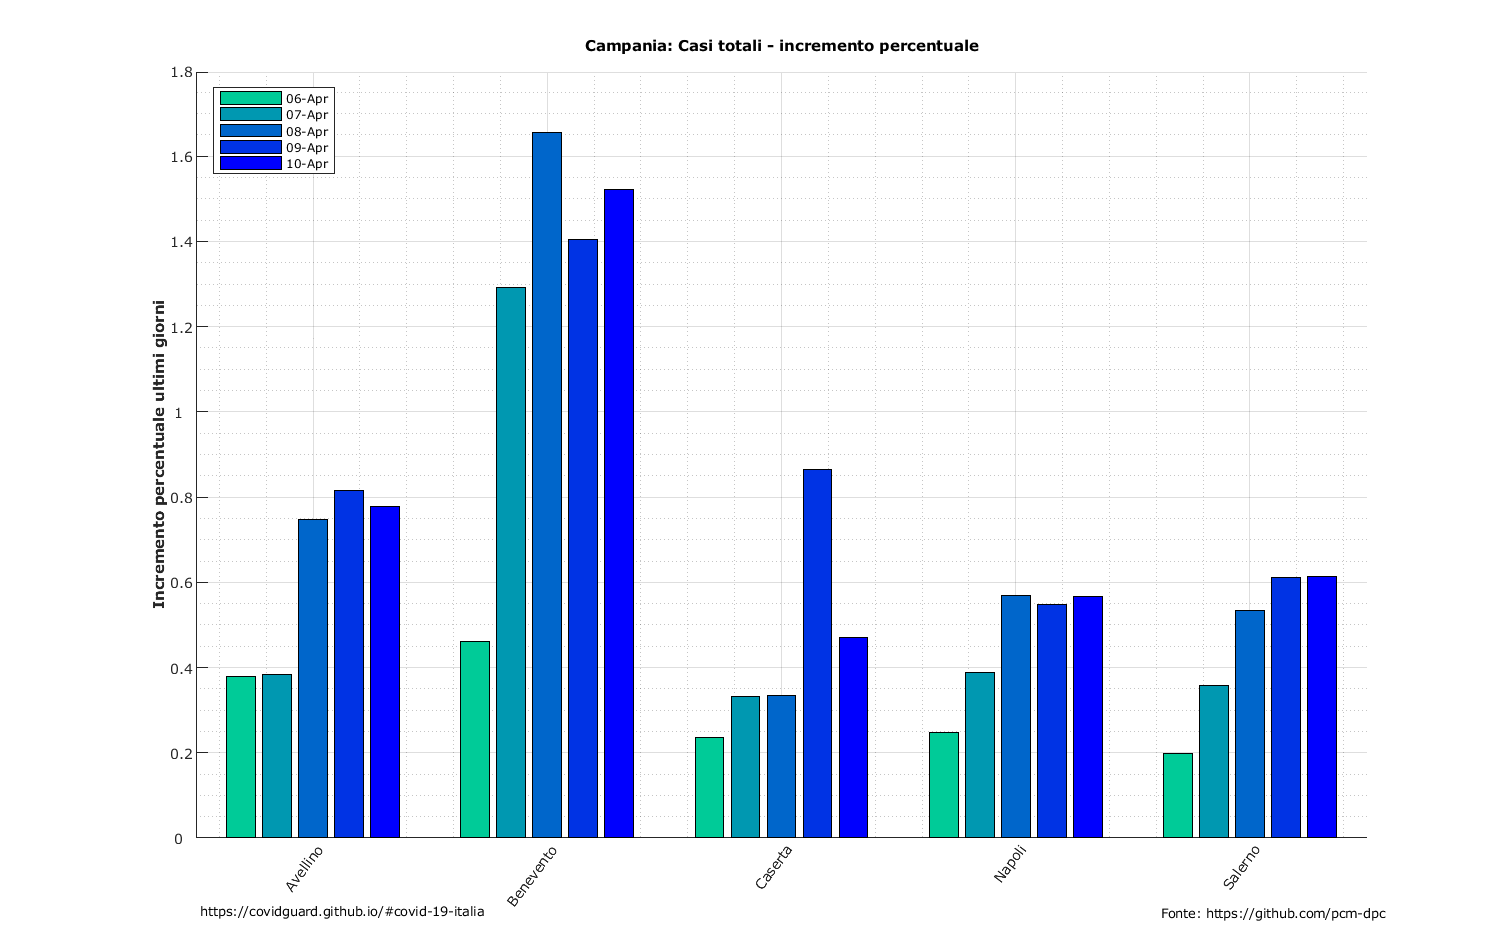 Campania: Casi totali - incremento percentuale
1.8
1.6
1.4
1.2
1
0.8
0.6
0.4
0.2
0
Incremento percentuale ultimi giorni
06-Apr
07-Apr
08-Apr
09-Apr
10-Apr
Avellino
Benevento
Caserta
Napoli
Salerno
https://covidguard.github.io/#covid-19-italia
Fonte: https://github.com/pcm-dpc